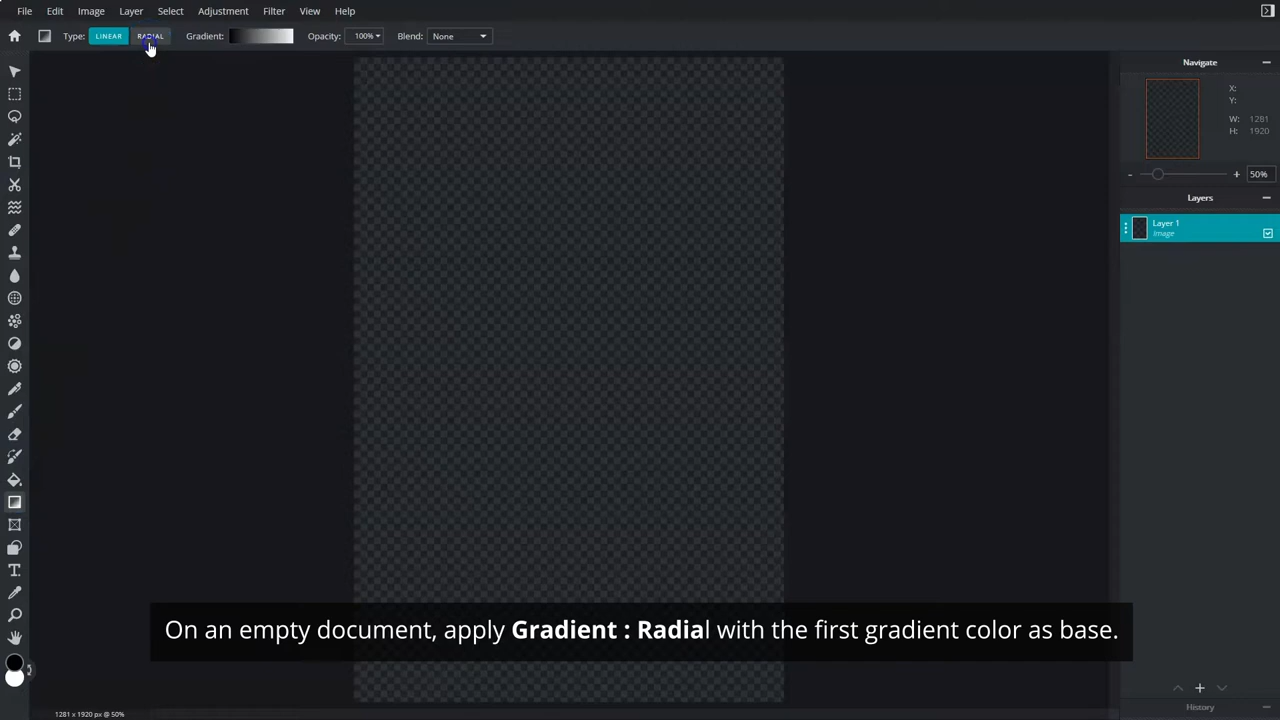 File Edit Image Layer Select Adjustment Filter View Help
Type: LINEAR RADIAL Gradient: Opacity: 100% Blend: None
Navigate
X:
Y:
W: 1281
H: 1920
- + 50%
Layers
Layer 1
Image
On an empty document, apply Gradient : Radial with the first gradient color as base.
1281 x 1920 px @ 50%
History